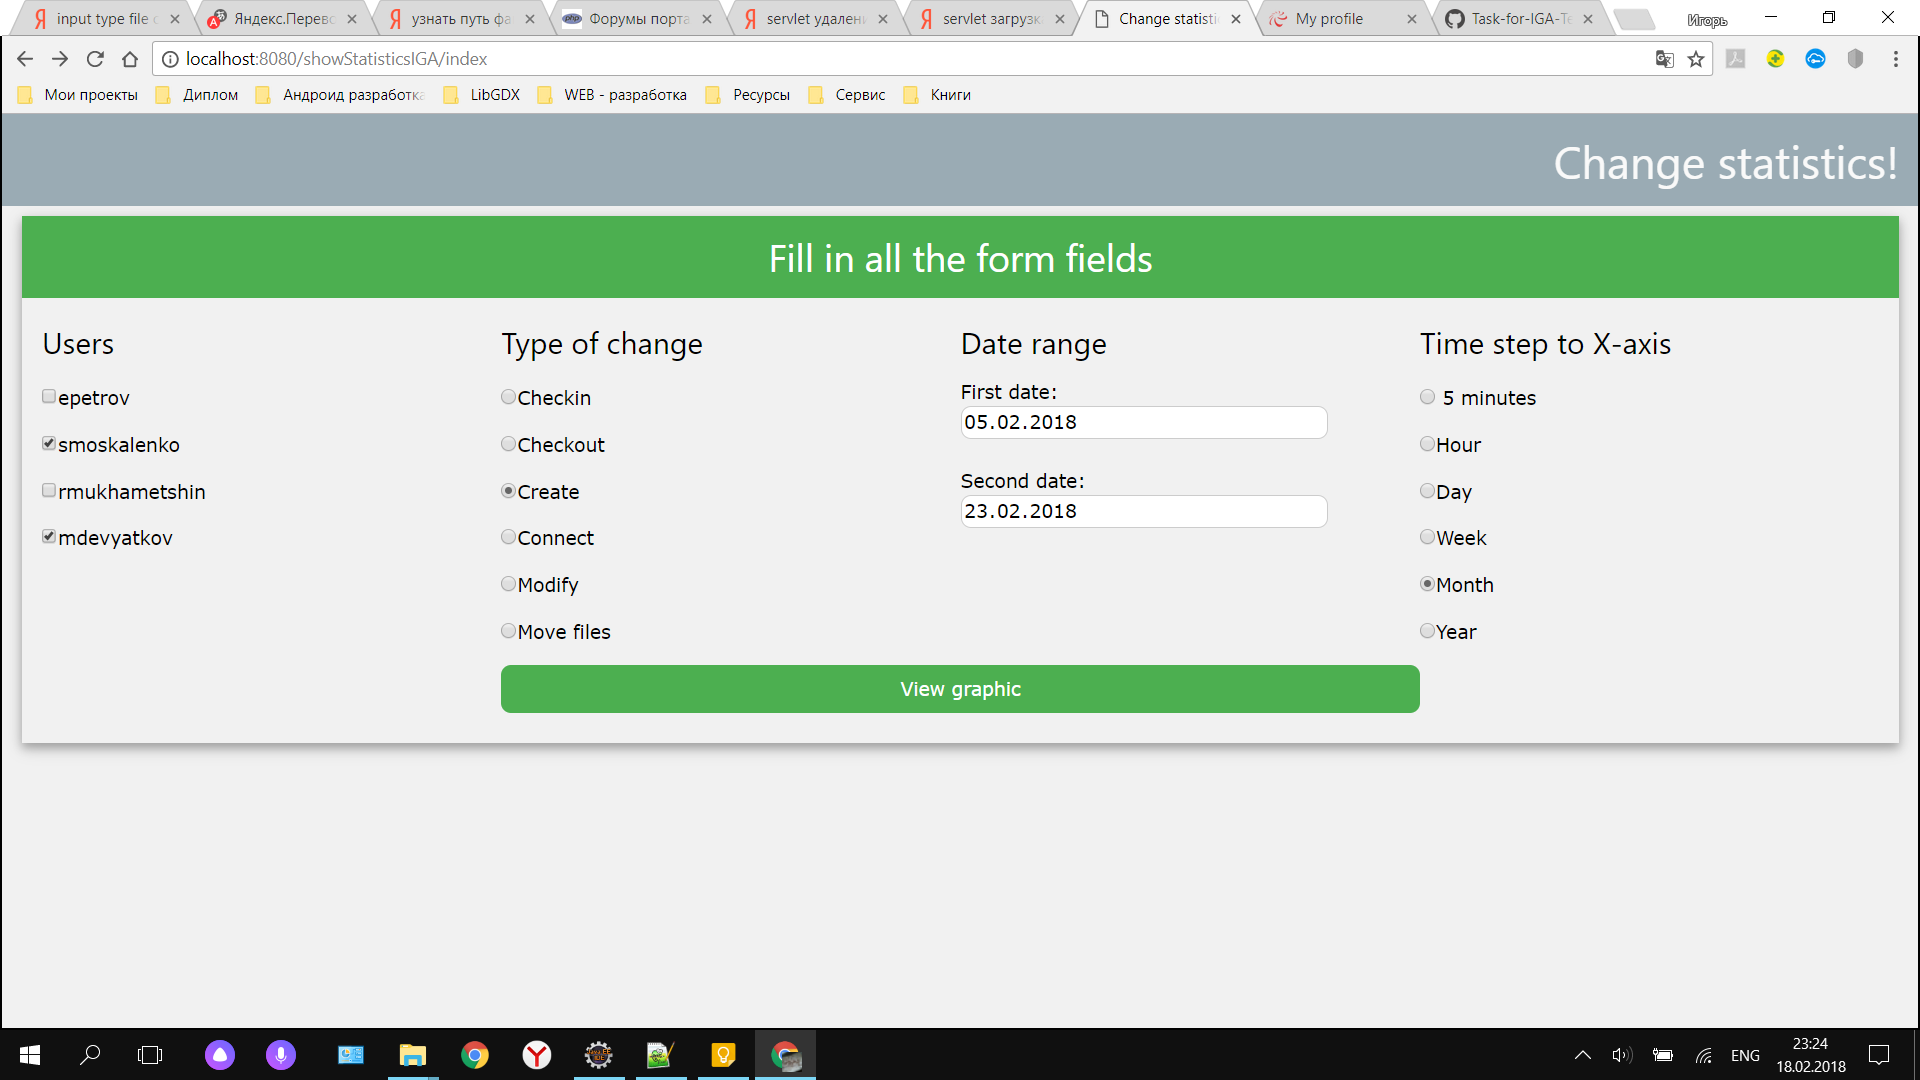 input type file
Яндекс.Перев
узнать путь фа
Форумы порта
servlet удален
servlet загрузк
Change statisti
My profile
Task-for-IGA-Te
Игорь
localhost:8080/showStatisticsIGA/index
Мои проекты
Диплом
Андроид разработка
LibGDX
WEB - разработка
Ресурсы
Сервис
Книги
Change statistics!
Fill in all the form fields
Users
epetrov
smoskalenko
rmukhametshin
mdevyatkov
Type of change
Checkin
Checkout
Create
Connect
Modify
Move files
Date range
First date:
05.02.2018
Second date:
23.02.2018
Time step to X-axis
5 minutes
Hour
Day
Week
Month
Year
View graphic
ENG
23:24
18.02.2018